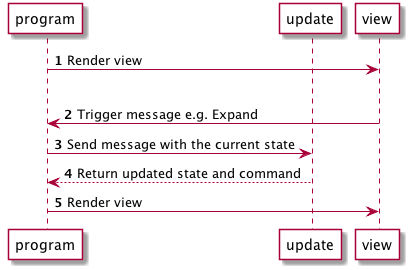 program update view
1 Render view
2 Trigger message e.g. Expand
3 Send message with the current state
4 Return updated state and command
5 Render view
program update view